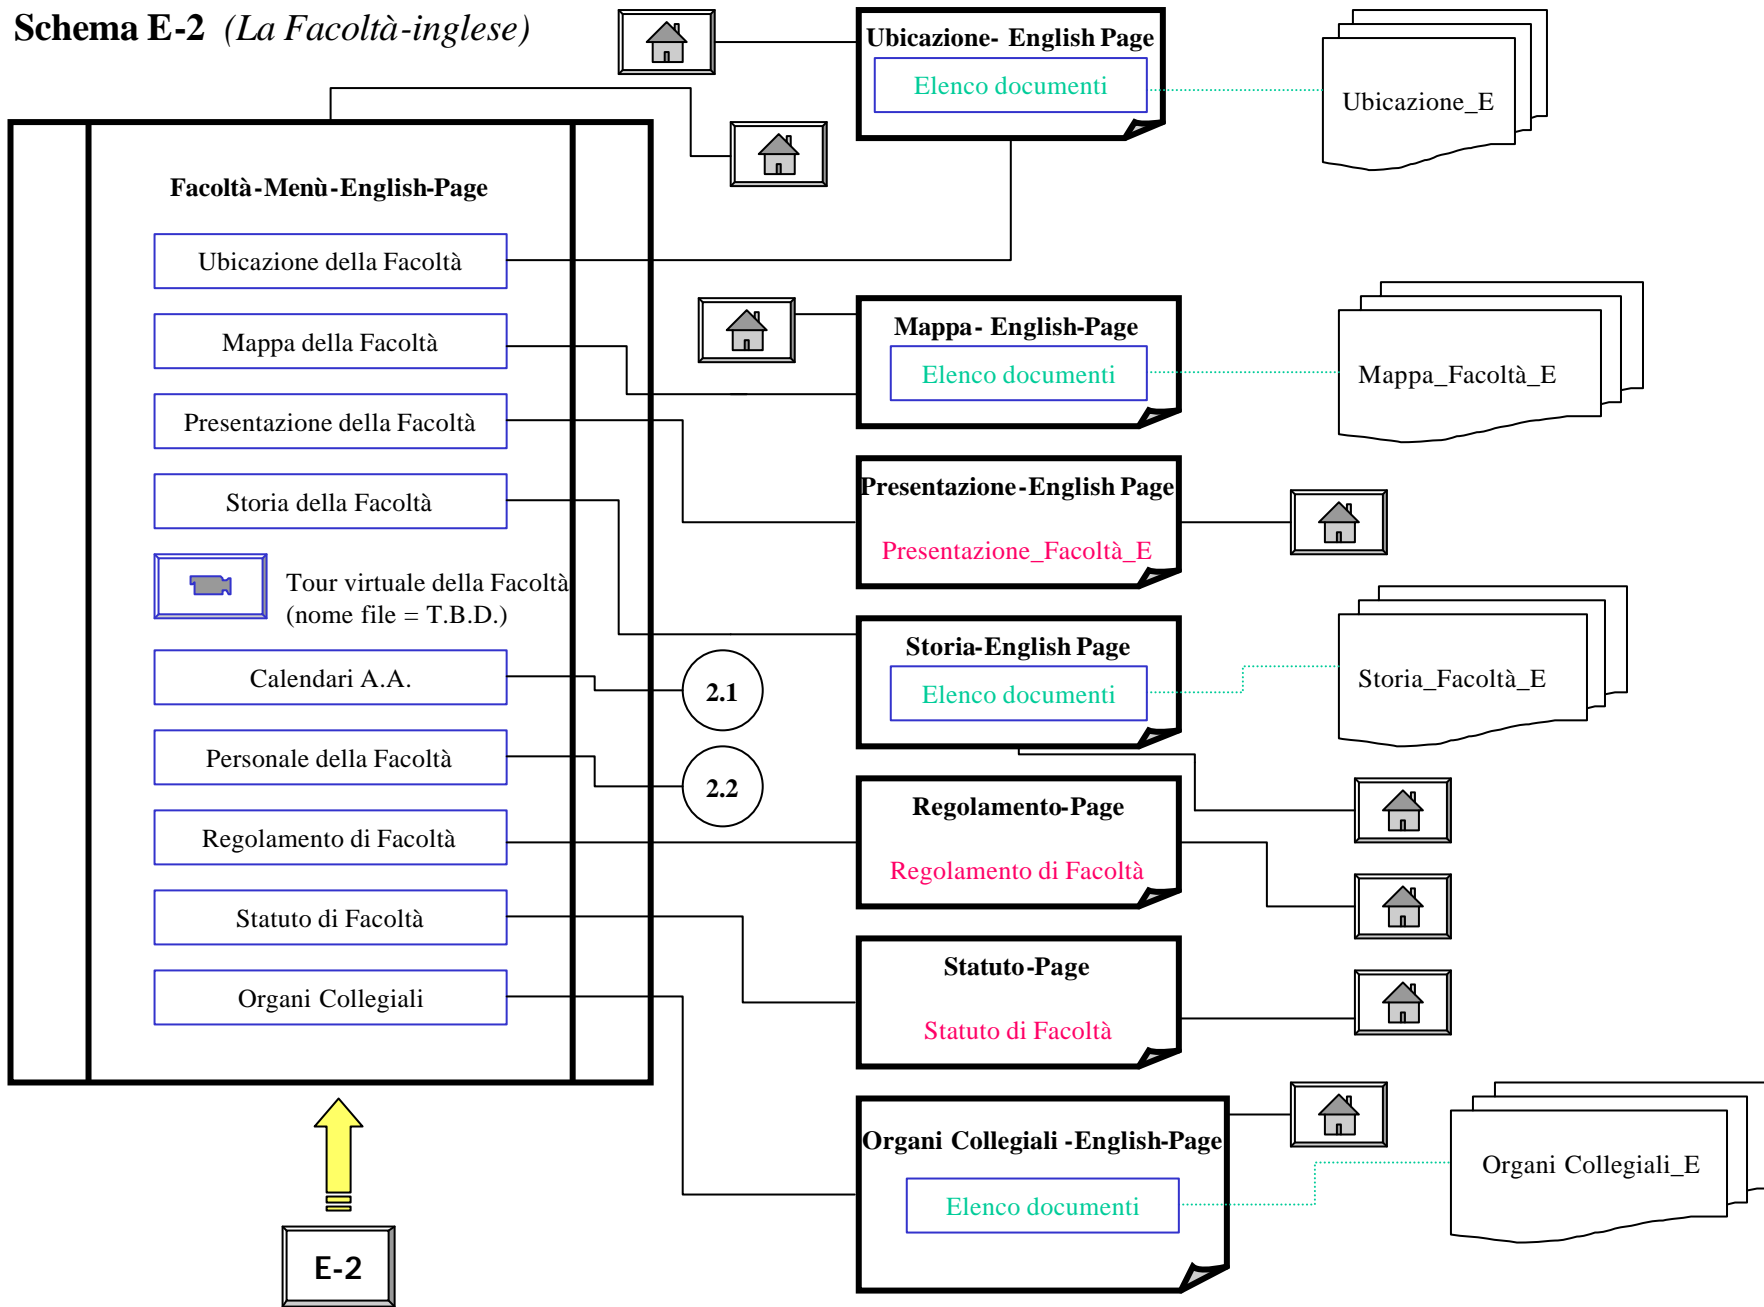 Schema E-2 (La Facoltà-inglese)
Facoltà-Menù-English-Page
Ubicazione della Facoltà
Mappa della Facoltà
Presentazione della Facoltà
Storia della Facoltà
Tour virtuale della Facoltà
(nome file = T.B.D.)
Calendari A.A.
Personale della Facoltà
Regolamento di Facoltà
Statuto di Facoltà
Organi Collegiali
E-2
2.1
2.2
Ubicazione- English Page
Elenco documenti
Ubicazione_E
Mappa- English-Page
Elenco documenti
Mappa_Facoltà_E
Presentazione-English Page
Presentazione_Facoltà_E
Storia-English Page
Elenco documenti
Storia_Facoltà_E
Regolamento-Page
Regolamento di Facoltà
Statuto-Page
Statuto di Facoltà
Organi Collegiali -English-Page
Elenco documenti
Organi Collegiali_E